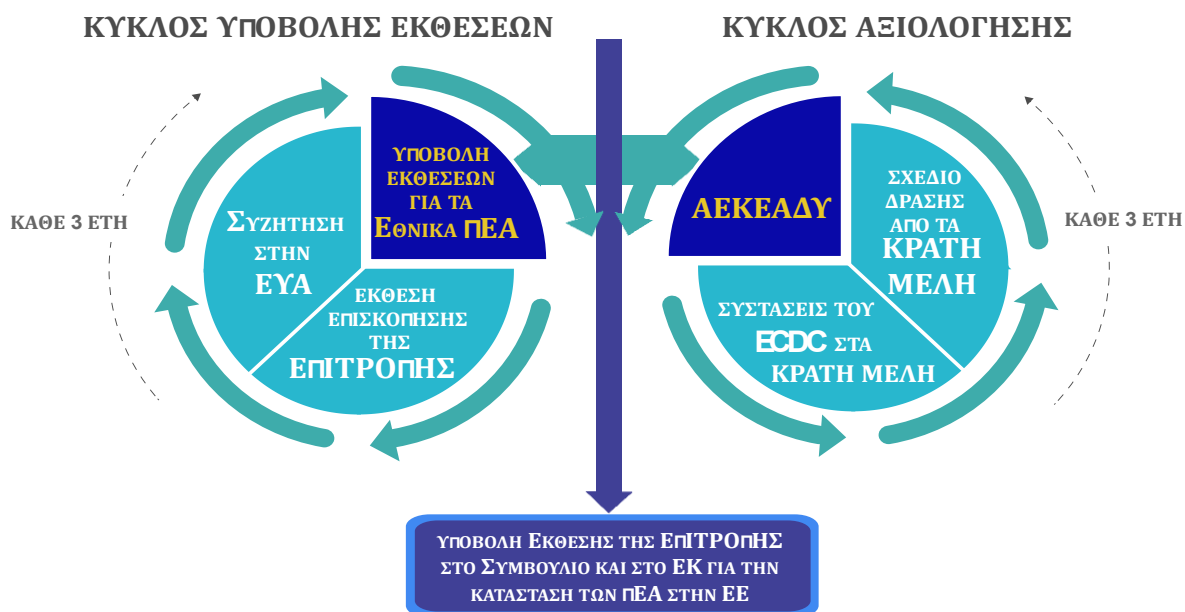 ΚΥΚΛΟΣ ΥΠΟΒΟΛΗΣ ΕΚΘΕΣΕΩΝ
ΚΥΚΛΟΣ ΑΞΙΟΛΟΓΗΣΗΣ
ΚΑΘΕ 3 ΕΤΗ
ΥΠΟΒΟΛΗ
ΕΚΘΕΣΕΩΝ
ΓΙΑ ΤΑ
ΕΘΝΙΚΑ ΠΕΑ
ΣΥΖΗΤΗΣΗ
ΣΤΗΝ
ΕΥΑ
ΕΚΘΕΣΗ
ΕΠΙΣΚΟΠΗΣΗΣ
ΤΗΣ
ΕΠΙΤΡΟΠΗΣ
ΑΕΚΕΑΔΥ
ΣΧΕΔΙΟ
ΔΡΑΣΗΣ
ΑΠΟ ΤΑ
ΚΡΑΤΗ
ΜΕΛΗ
ΣΥΣΤΑΣΕΙΣ ΤΟΥ
ECDC ΣΤΑ
ΚΡΑΤΗ ΜΕΛΗ
ΚΑΘΕ 3 ΕΤΗ
ΥΠΟΒΟΛΗ ΕΚΘΕΣΗΣ ΤΗΣ ΕΠΙΤΡΟΠΗΣ
ΣΤΟ ΣΥΜΒΟΥΛΙΟ ΚΑΙ ΣΤΟ ΕΚ ΓΙΑ ΤΗΝ
ΚΑΤΑΣΤΑΣΗ ΤΩΝ ΠΕΑ ΣΤΗΝ ΕΕ